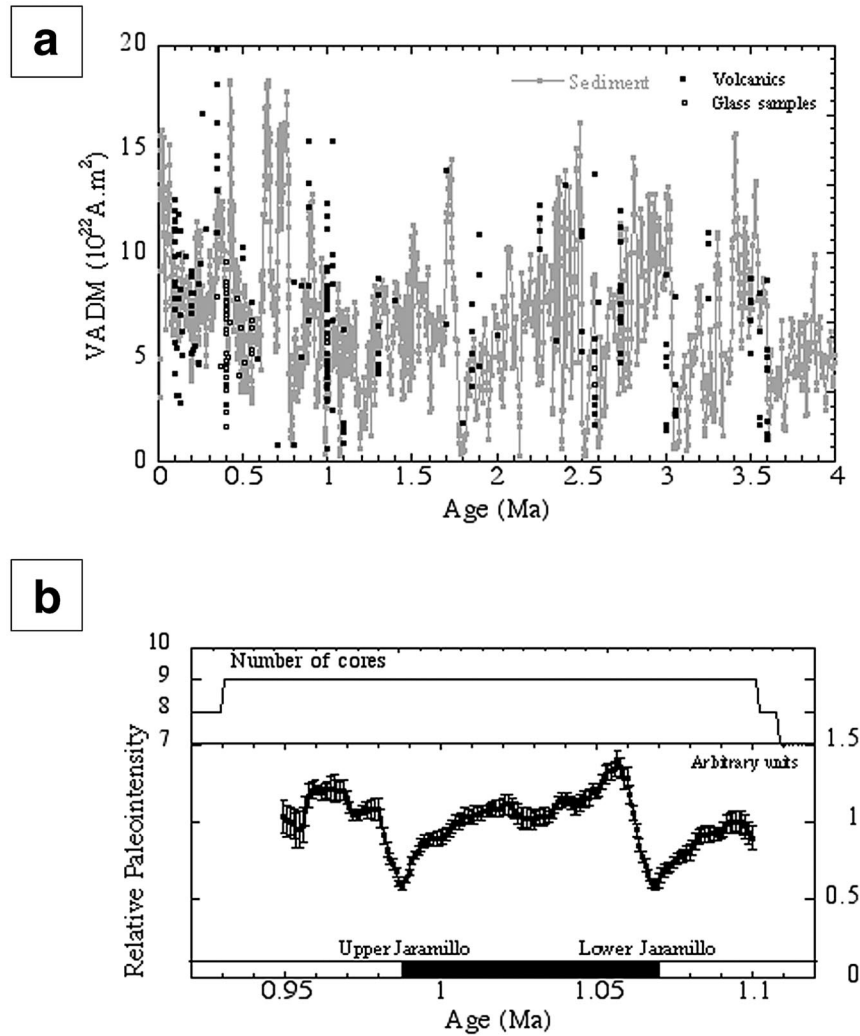 a
20
15
10
5
0
VADM (10²²A.m²)
Sediment
Volcanics
Glass samples
0 0.5 1 1.5 2 2.5 3 3.5 4
Age (Ma)
b
10
9
8
7
Number of cores
Relative Paleointensity
Arbitrary units
1.5
1
0.5
0
Upper Jaramillo
Lower Jaramillo
0.95 1 1.05 1.1
Age (Ma)